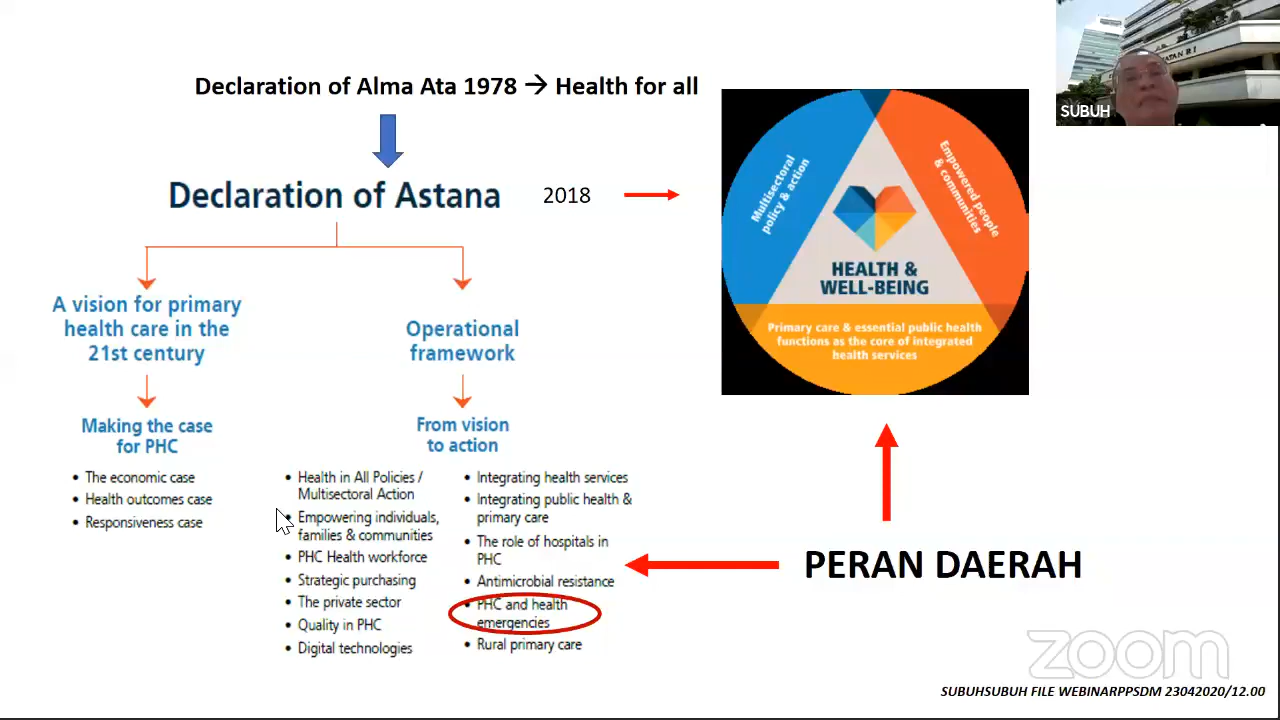 Declaration of Alma Ata 1978 → Health for all
Declaration of Astana
2018
A vision for primary
health care in the
21st century
Making the case
for PHC
• The economic case
• Health outcomes case
• Responsiveness case
Operational
framework
From vision
to action
• Health in All Policies /
Multisectoral Action
• Empowering individuals,
families & communities
• PHC Health workforce
• Strategic purchasing
• The private sector
• Quality in PHC
• Digital technologies
• Integrating health services
• Integrating public health &
primary care
• The role of hospitals in
PHC
• Antimicrobial resistance
• PHC and health
emergencies
• Rural primary care
Multisectoral
policy & action
Empowered people
& communities
HEALTH &
WELL-BEING
Primary care & essential public health
functions as the core of integrated
health services
PERAN DAERAH
SUBUH
zoom
SUBUHSUBUH FILE WEBINARPPSDM 23042020/12.00